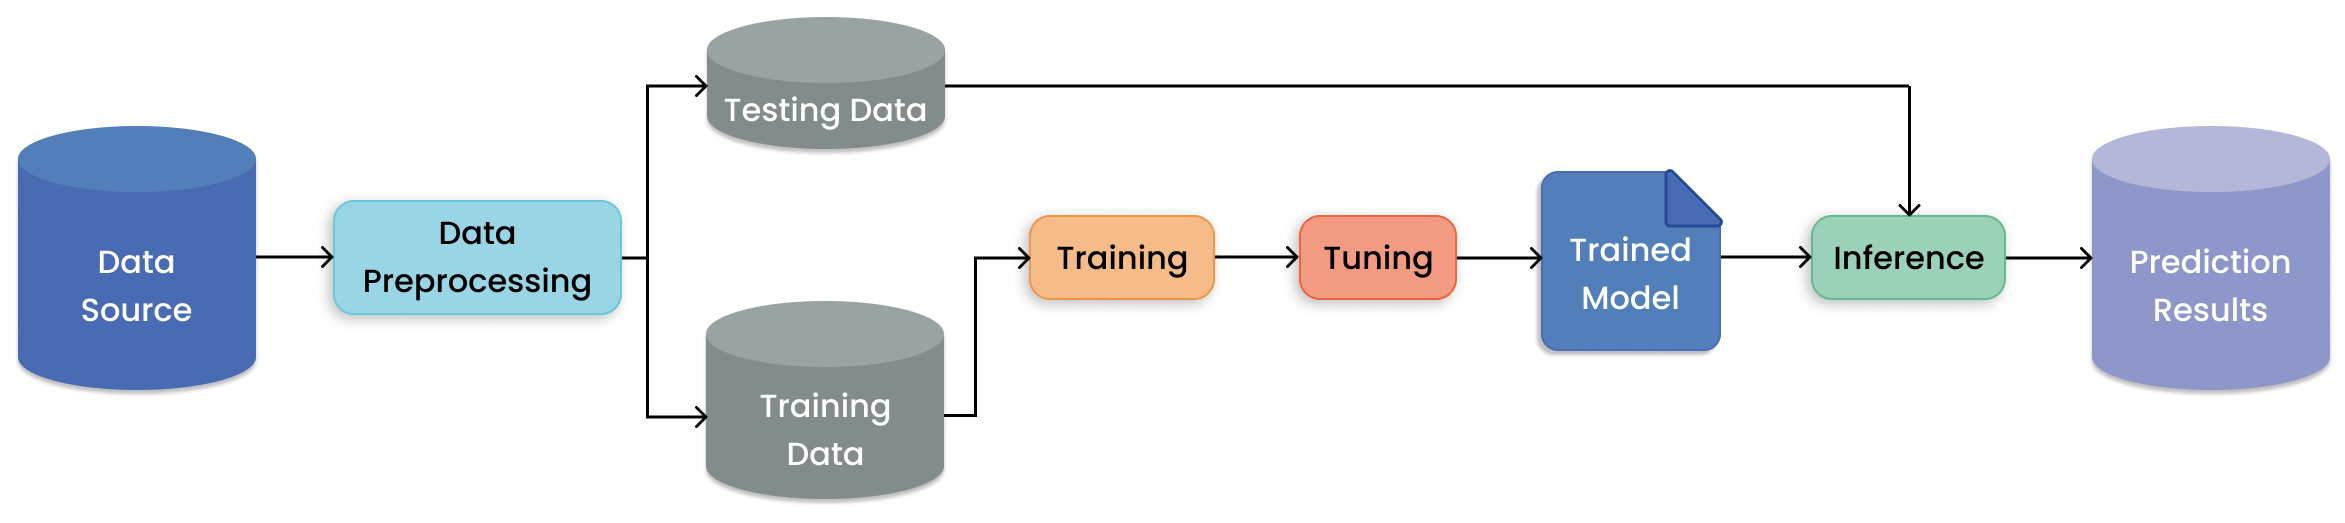 Data
Source
Data
Preprocessing
Testing Data
Training
Data
Training
Tuning
Trained
Model
Inference
Prediction
Results